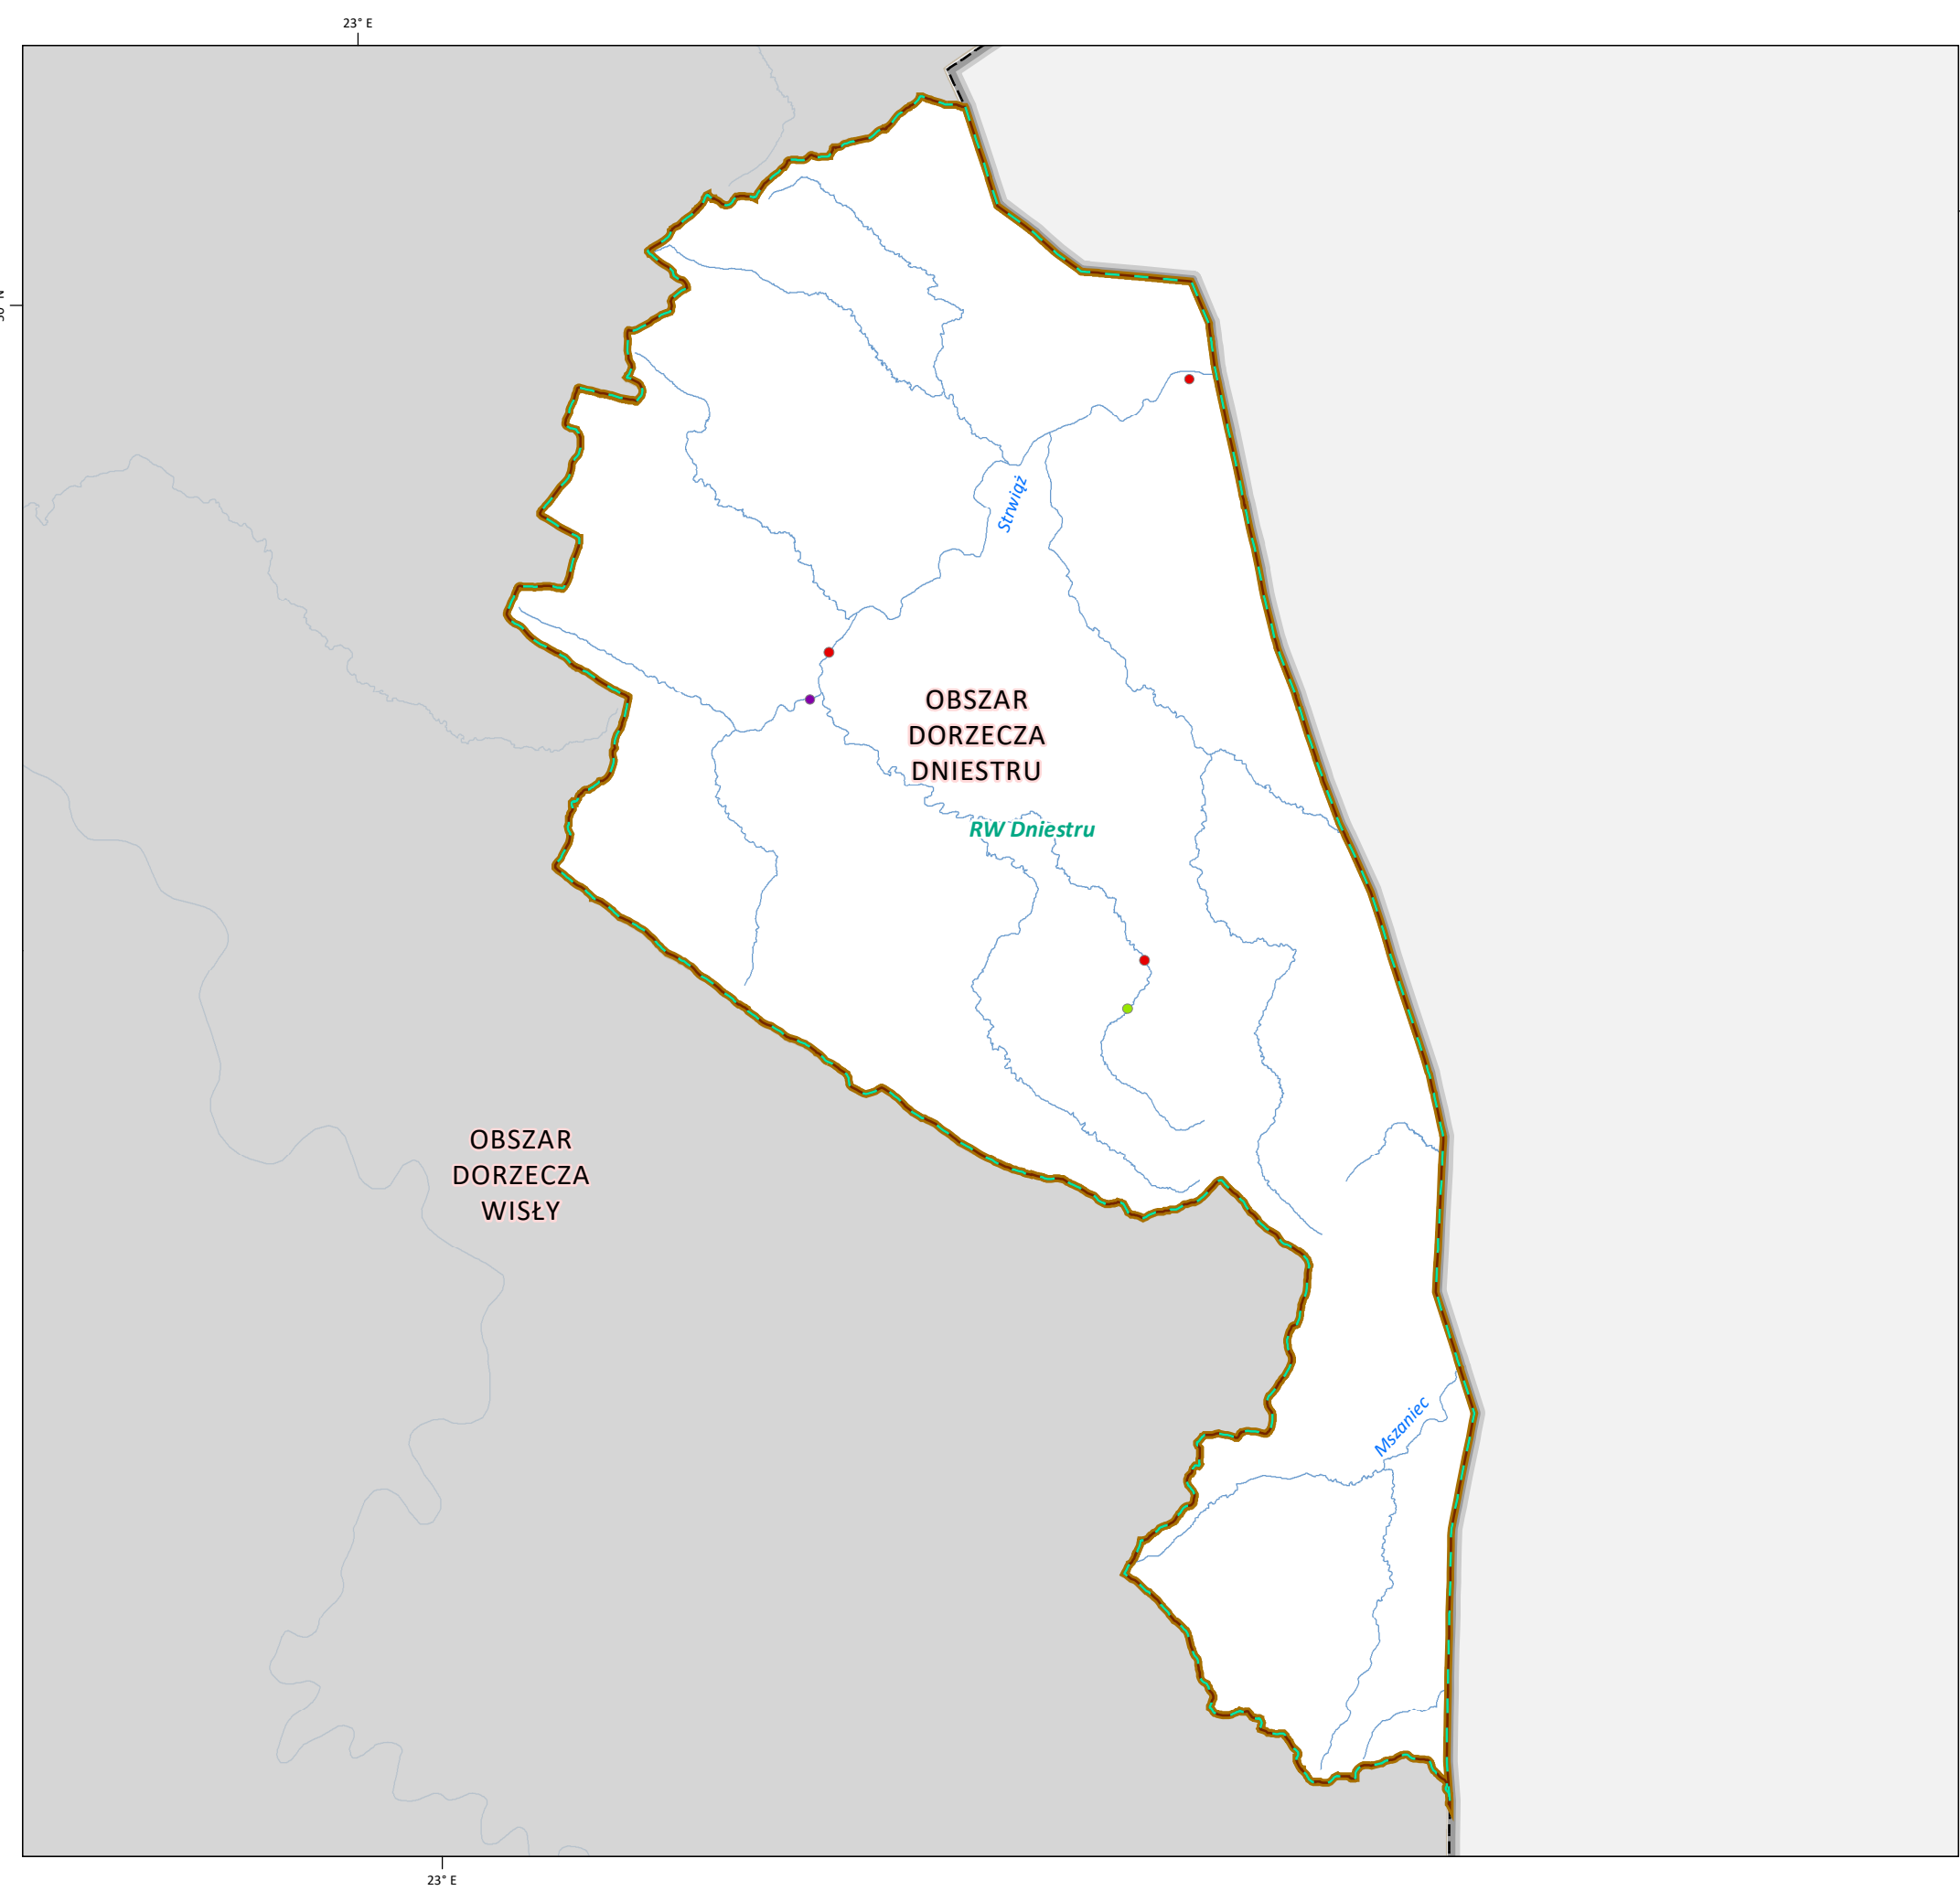 23° E
Strwiąż
OBSZAR
DORZECZA
DNIESTRU
RW Dniestru
OBSZAR
DORZECZA
WISŁY
Mszaniec
23° E